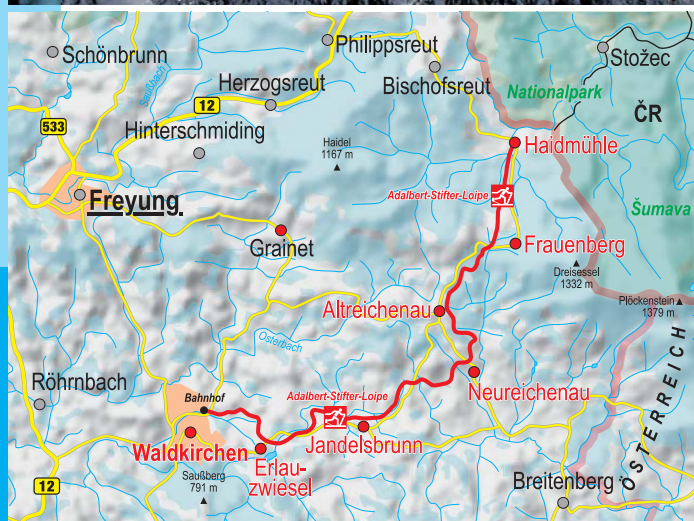 Philippsreut
Schönbrunn
Stožec
Bischofsreut
Herzogsreut
Saußbach
Nationalpark
12
ČR
533
Hinterschmiding
Haidel
1167 m
Haidmühle
Adalbert-Stifter-Loipe
Freyung
Šumava
Grainet
Frauenberg
Dreisessel
1332 m
Plöckenstein
1379 m
Altreichenau
Osterbach
Röhrnbach
Bahnhof
Adalbert-Stifter-Loipe
Neureichenau
ÖSTERREICH
Waldkirchen
Jandelsbrunn
Erlau-
zwiesel
Saußberg
791 m
12
Breitenberg